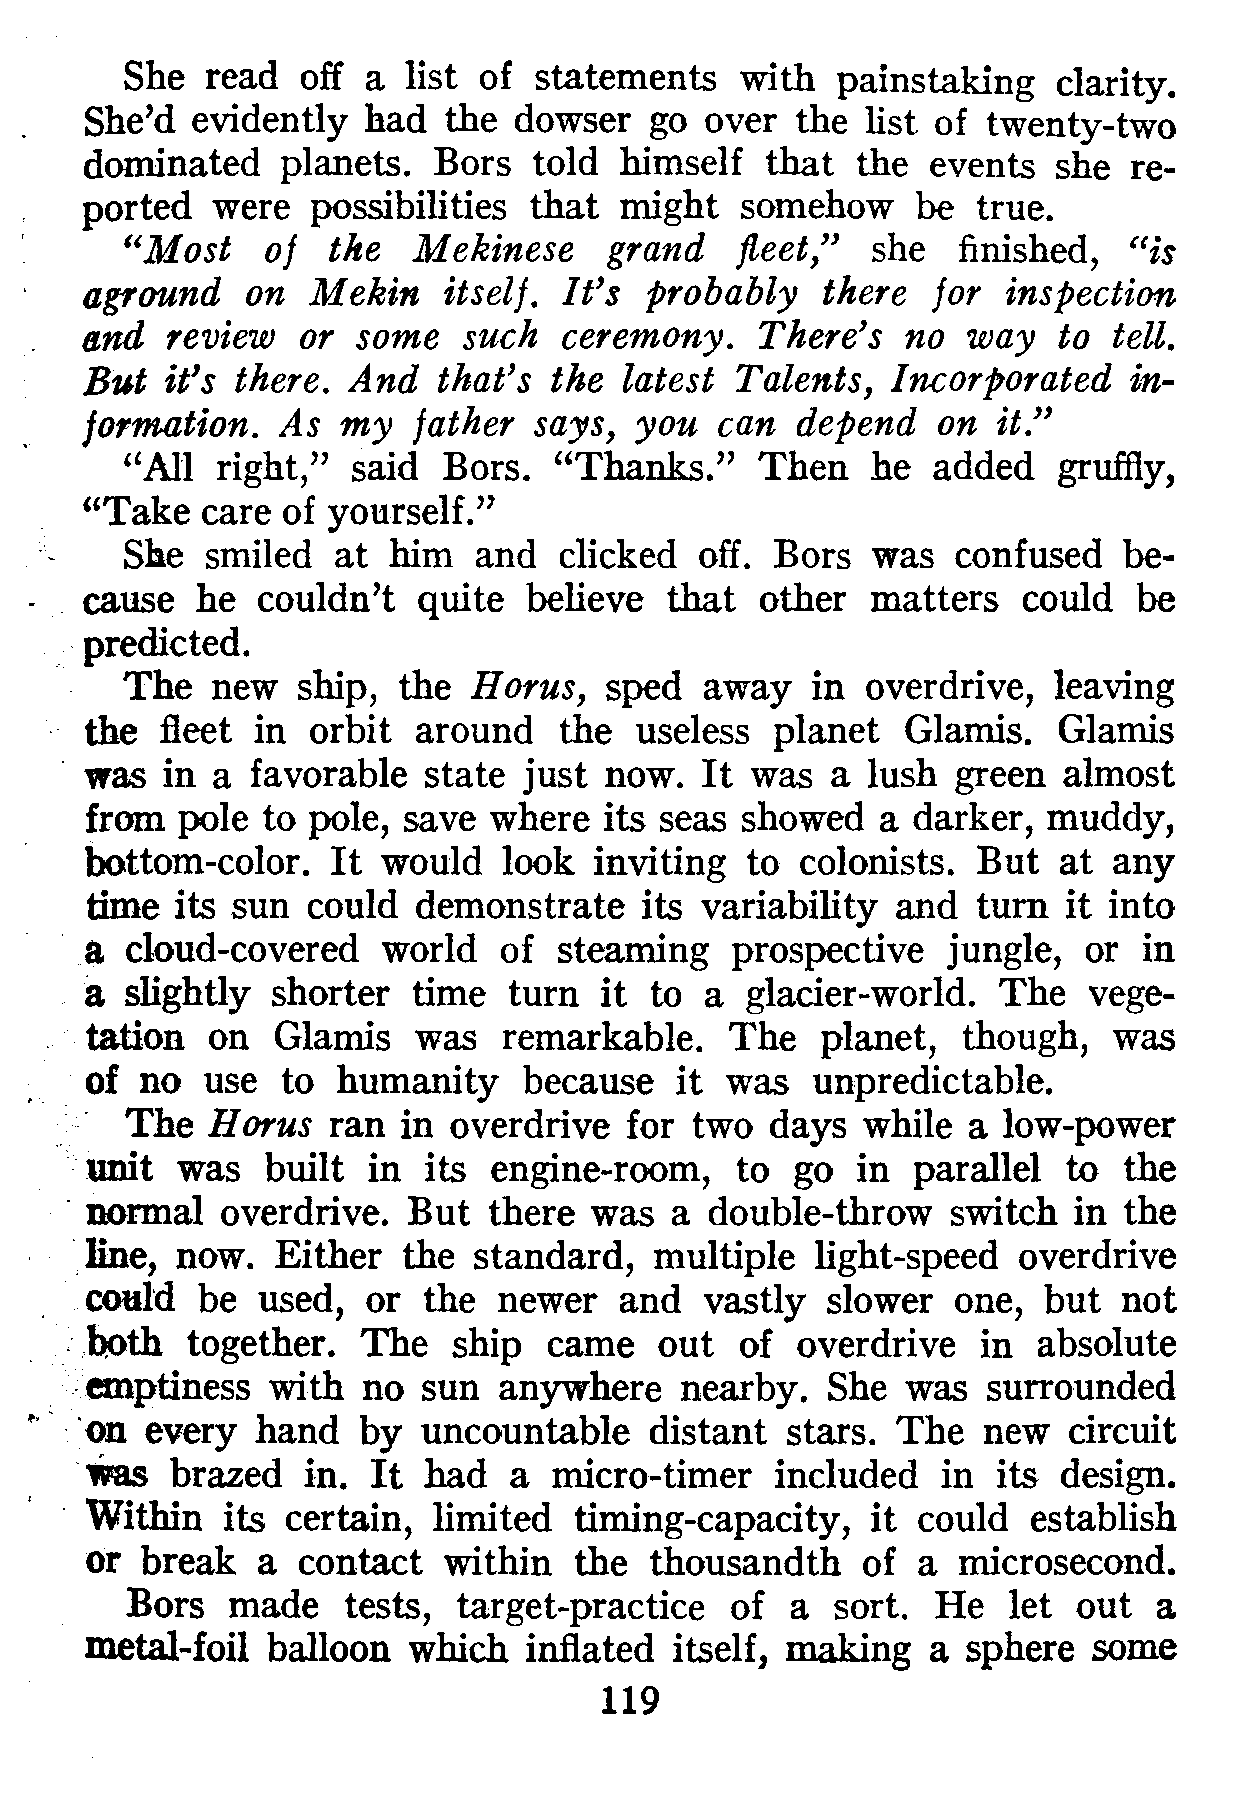 She read off a list of statements with painstaking clarity.
She'd evidently had the dowser go over the list of twenty-two
dominated planets. Bors told himself that the events she re-
ported were possibilities that might somehow be true.
“Most of the Mekinese grand fleet,” she finished, “is
aground on Mekin itself. It's probably there for inspection
and review or some such ceremony. There's no way to tell.
But it's there. And that's the latest Talents, Incorporated in-
formation. As my father says, you can depend on it.”
“All right,” said Bors. “Thanks.” Then he added gruffly,
“Take care of yourself.”
She smiled at him and clicked off. Bors was confused be-
cause he couldn't quite believe that other matters could be
predicted.
The new ship, the Horus, sped away in overdrive, leaving
the fleet in orbit around the useless planet Glamis. Glamis
was in a favorable state just now. It was a lush green almost
from pole to pole, save where its seas showed a darker, muddy,
bottom-color. It would look inviting to colonists. But at any
time its sun could demonstrate its variability and turn it into
a cloud-covered world of steaming prospective jungle, or in
a slightly shorter time turn it to a glacier-world. The vege-
tation on Glamis was remarkable. The planet, though, was
of no use to humanity because it was unpredictable.
The Horus ran in overdrive for two days while a low-power
unit was built in its engine-room, to go in parallel to the
normal overdrive. But there was a double-throw switch in the
line, now. Either the standard, multiple light-speed overdrive
could be used, or the newer and vastly slower one, but not
both together. The ship came out of overdrive in absolute
emptiness with no sun anywhere nearby. She was surrounded
on every hand by uncountable distant stars. The new circuit
was brazed in. It had a micro-timer included in its design.
Within its certain, limited timing-capacity, it could establish
or break a contact within the thousandth of a microsecond.
Bors made tests, target-practice of a sort. He let out a
metal-foil balloon which inflated itself, making a sphere some
119